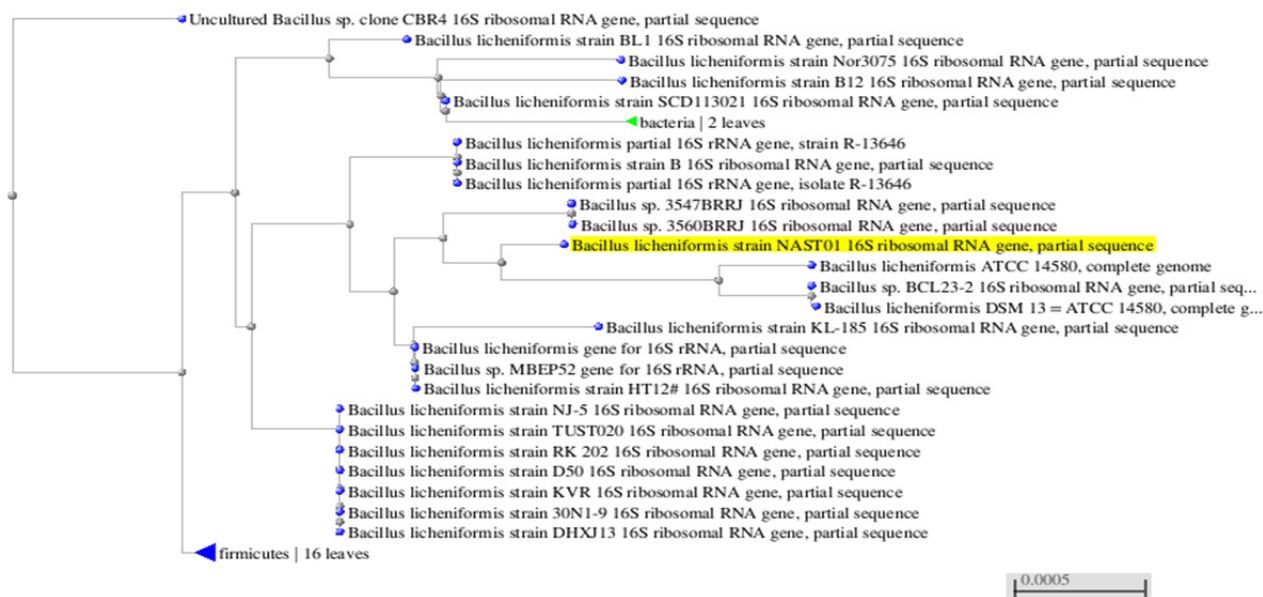 Uncultured Bacillus sp. clone CBR4 16S ribosomal RNA gene, partial sequence
Bacillus licheniformis strain BL1 16S ribosomal RNA gene, partial sequence
Bacillus licheniformis strain Nor3075 16S ribosomal RNA gene, partial sequence
Bacillus licheniformis strain B12 16S ribosomal RNA gene, partial sequence
Bacillus licheniformis strain SCD113021 16S ribosomal RNA gene, partial sequence
bacteria | 2 leaves
Bacillus licheniformis partial 16S rRNA gene, strain R-13646
Bacillus licheniformis strain B 16S ribosomal RNA gene, partial sequence
Bacillus licheniformis partial 16S rRNA gene, isolate R-13646
Bacillus sp. 3547BRRJ 16S ribosomal RNA gene, partial sequence
Bacillus sp. 3560BRRJ 16S ribosomal RNA gene, partial sequence
Bacillus licheniformis strain NAST01 16S ribosomal RNA gene, partial sequence
Bacillus licheniformis ATCC 14580, complete genome
Bacillus sp. BCL23-2 16S ribosomal RNA gene, partial seq...
Bacillus licheniformis DSM 13 = ATCC 14580, complete g...
Bacillus licheniformis strain KL-185 16S ribosomal RNA gene, partial sequence
Bacillus licheniformis gene for 16S rRNA, partial sequence
Bacillus sp. MBEP52 gene for 16S rRNA, partial sequence
Bacillus licheniformis strain HT12# 16S ribosomal RNA gene, partial sequence
Bacillus licheniformis strain NJ-5 16S ribosomal RNA gene, partial sequence
Bacillus licheniformis strain TUST020 16S ribosomal RNA gene, partial sequence
Bacillus licheniformis strain RK 202 16S ribosomal RNA gene, partial sequence
Bacillus licheniformis strain D50 16S ribosomal RNA gene, partial sequence
Bacillus licheniformis strain KVR 16S ribosomal RNA gene, partial sequence
Bacillus licheniformis strain 30N1-9 16S ribosomal RNA gene, partial sequence
Bacillus licheniformis strain DHXJ13 16S ribosomal RNA gene, partial sequence
firmicutes | 16 leaves
0.0005